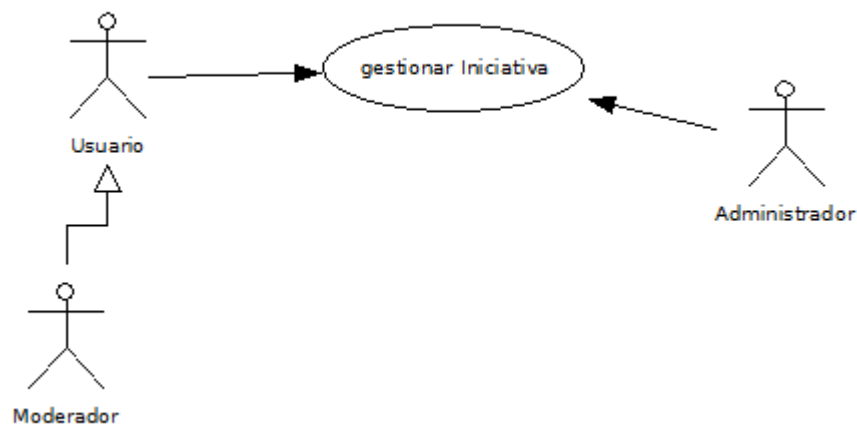 gestionar Iniciativa
Usuario
Administrador
Moderador